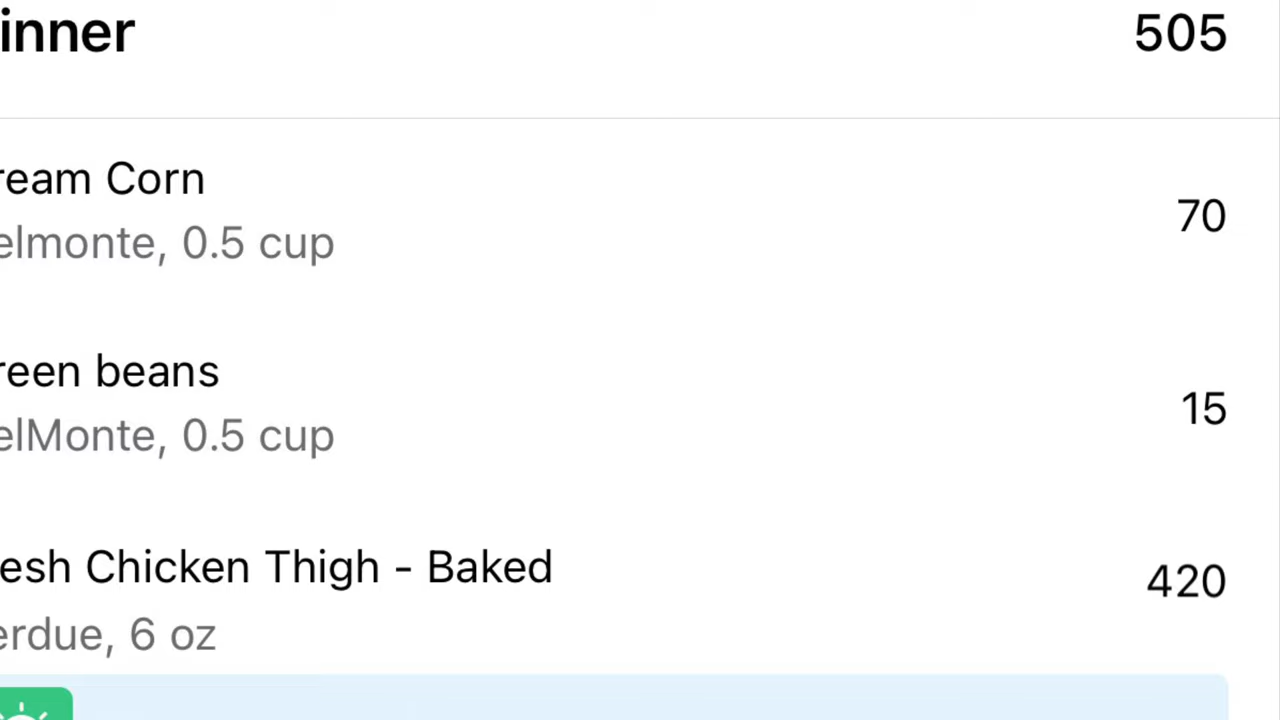 inner 505
ream Corn
70
elmonte, 0.5 cup
reen beans
15
elMonte, 0.5 cup
esh Chicken Thigh - Baked
420
erdue, 6 oz